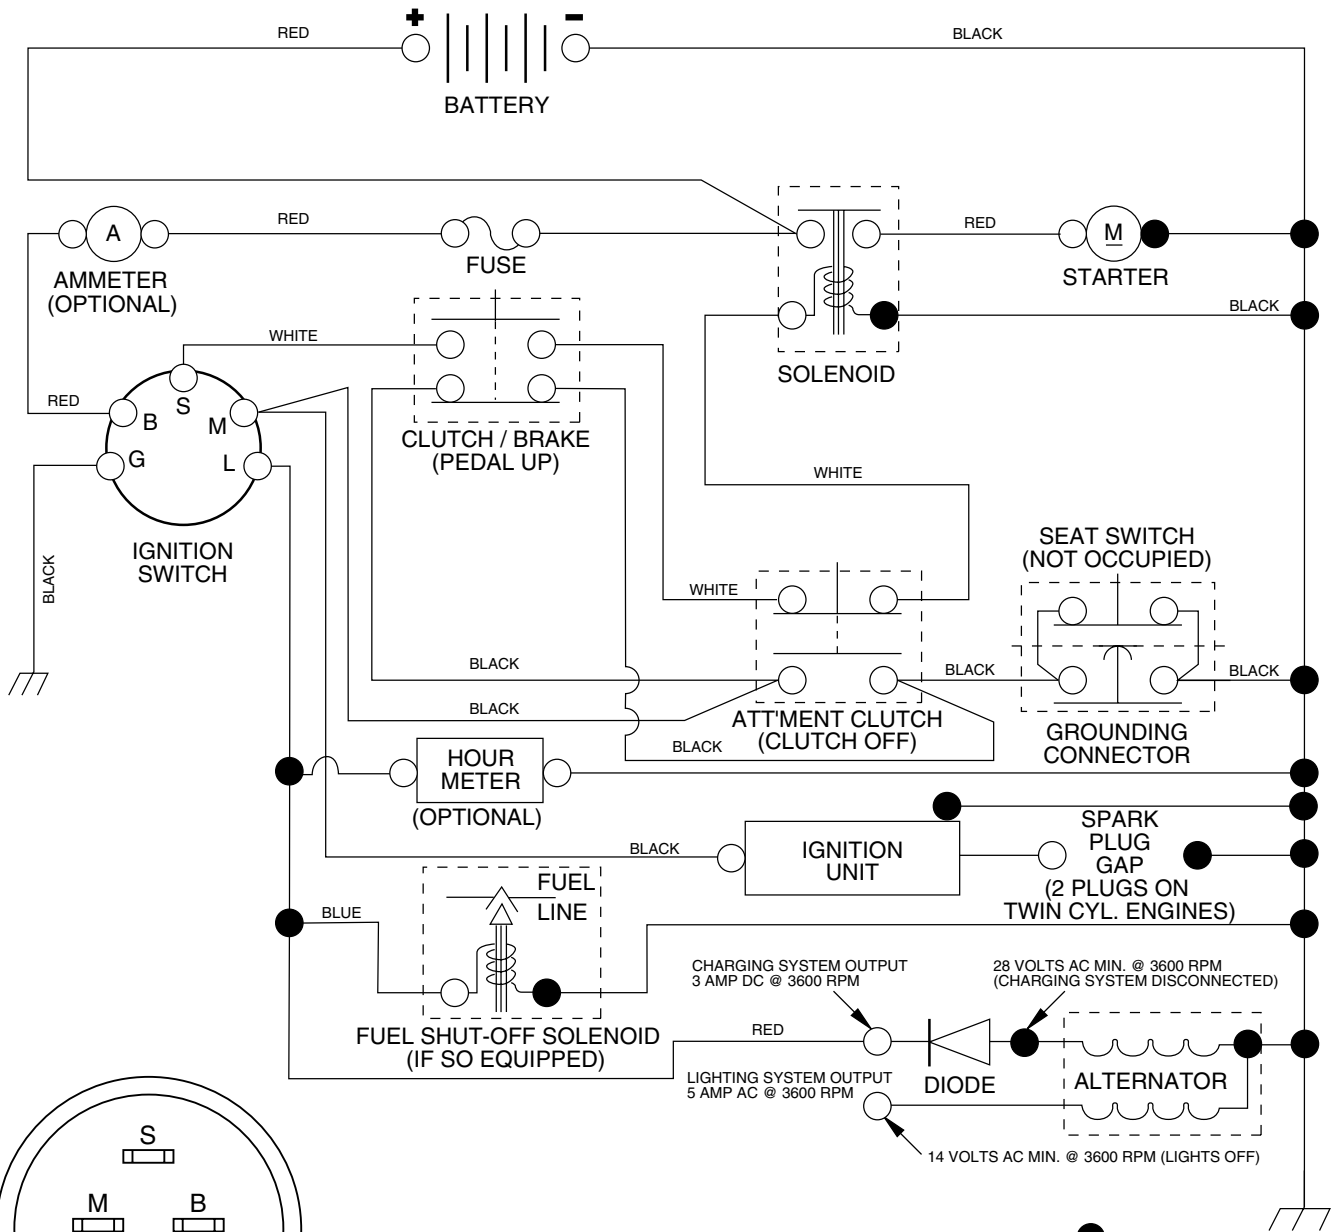 +
−
RED
BLACK
BATTERY
RED
RED
A
M
AMMETER
(OPTIONAL)
FUSE
STARTER
BLACK
WHITE
SOLENOID
RED
S
B
M
G
L
CLUTCH / BRAKE
(PEDAL UP)
WHITE
IGNITION
SWITCH
BLACK
SEAT SWITCH
(NOT OCCUPIED)
WHITE
BLACK
BLACK
BLACK
BLACK
ATT'MENT CLUTCH
(CLUTCH OFF)
BLACK
GROUNDING
CONNECTOR
HOUR
METER
(OPTIONAL)
BLACK
IGNITION
UNIT
SPARK
PLUG
GAP
(2 PLUGS ON
TWIN CYL. ENGINES)
FUEL
LINE
BLUE
FUEL SHUT-OFF SOLENOID
(IF SO EQUIPPED)
CHARGING SYSTEM OUTPUT
3 AMP DC @ 3600 RPM
28 VOLTS AC MIN. @ 3600 RPM
(CHARGING SYSTEM DISCONNECTED)
RED
DIODE
ALTERNATOR
LIGHTING SYSTEM OUTPUT
5 AMP AC @ 3600 RPM
14 VOLTS AC MIN. @ 3600 RPM (LIGHTS OFF)
S
M
B